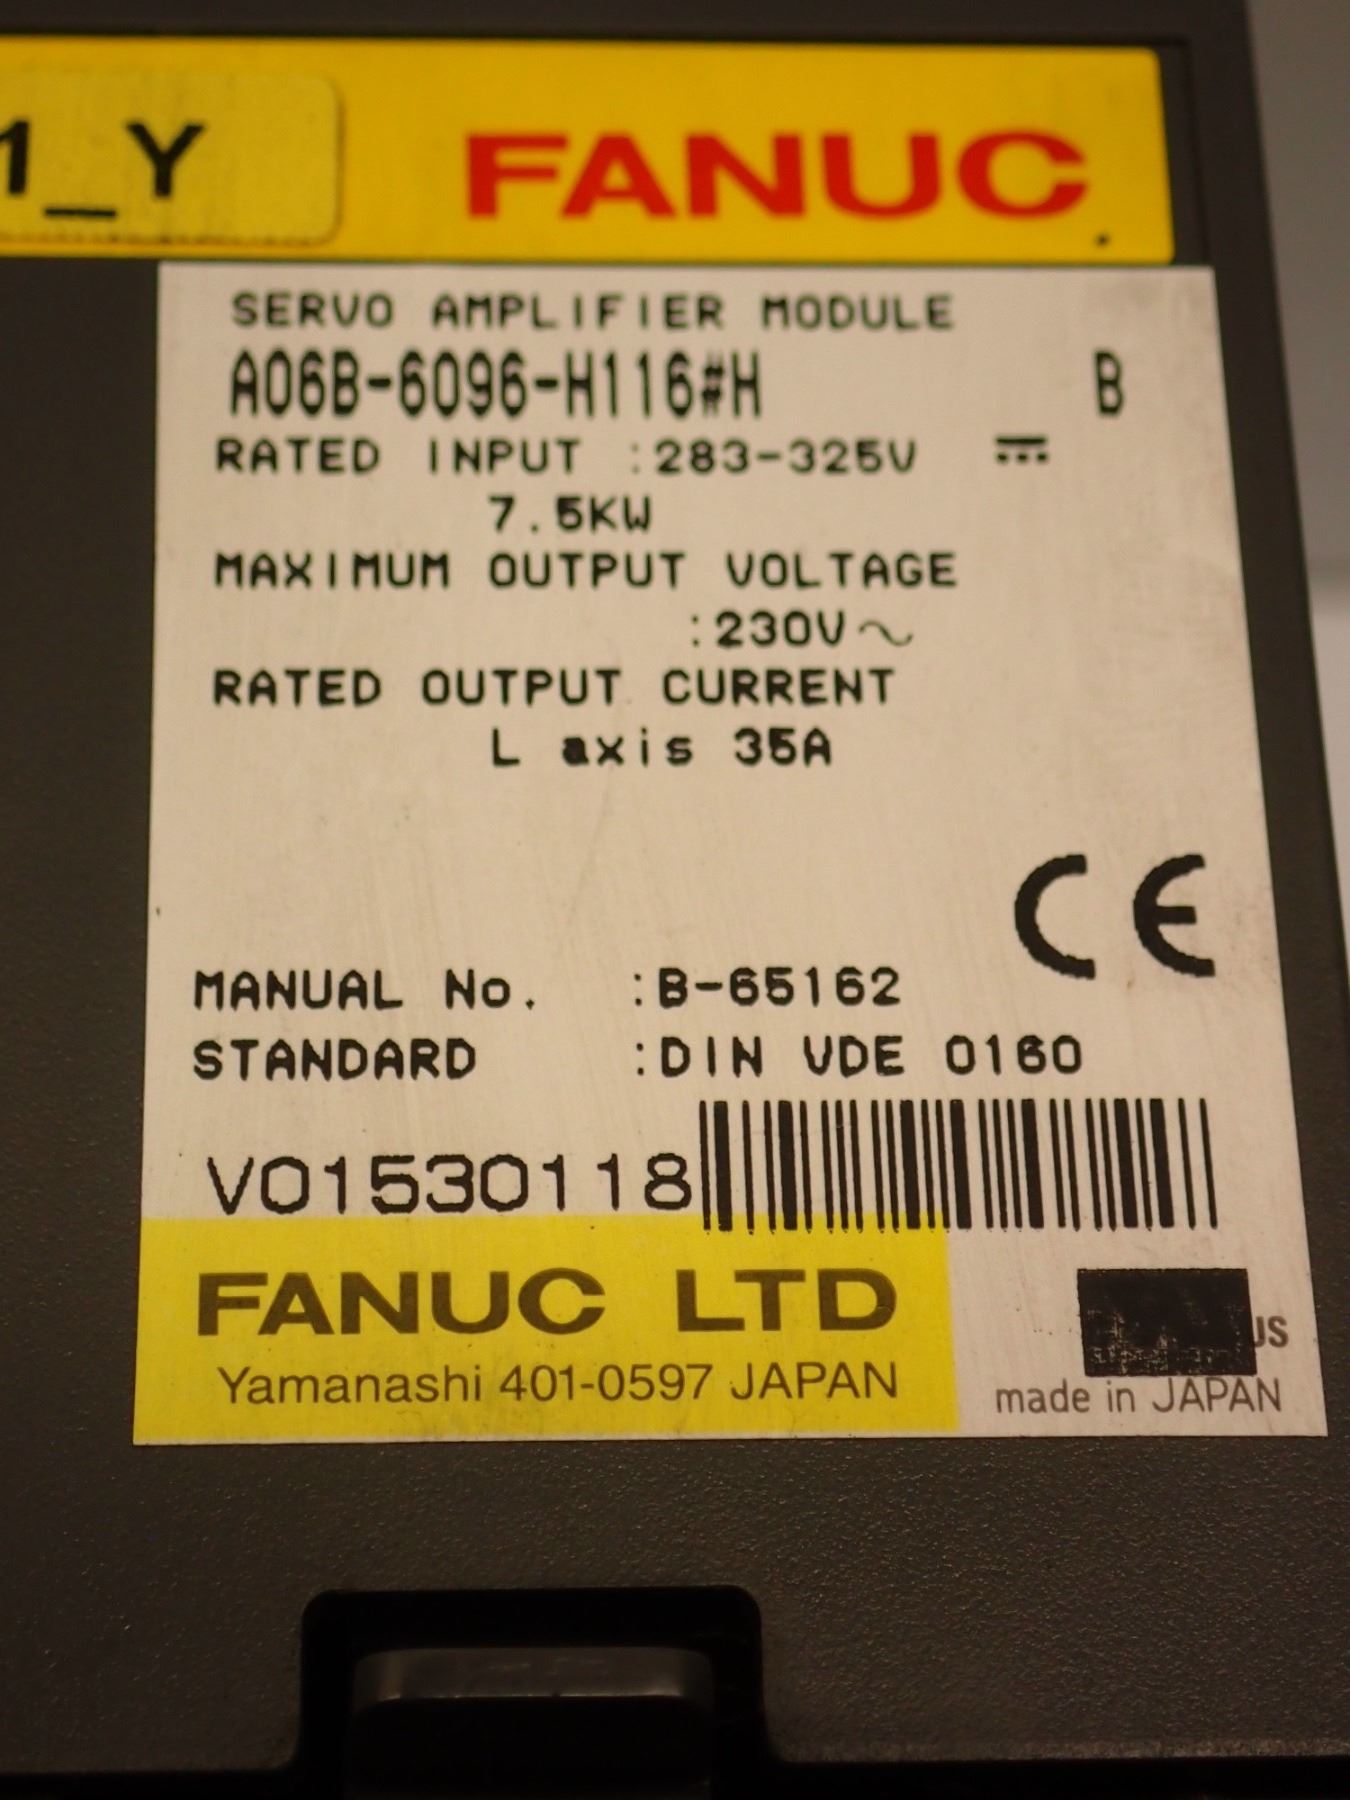 1_Y
FANUC
SERVO AMPLIFIER MODULE
A06B-6096-H116#H B
RATED INPUT :283-325V ⎓
7.5KW
MAXIMUM OUTPUT VOLTAGE
:230V∼
RATED OUTPUT CURRENT
L axis 35A
CE
MANUAL No. :B-65162
STANDARD :DIN VDE 0160
V01530118
FANUC LTD
Yamanashi 401-0597 JAPAN
US
made in JAPAN